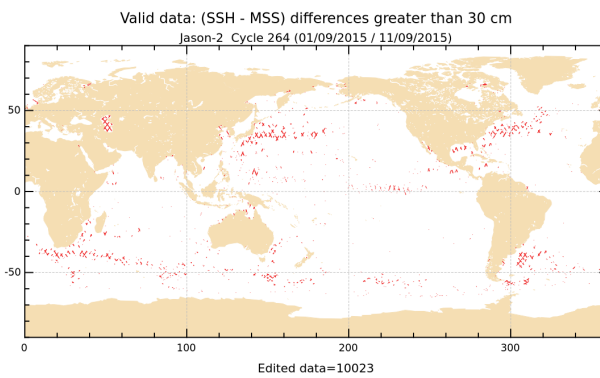 Valid data: (SSH - MSS) differences greater than 30 cm
Jason-2 Cycle 264 (01/09/2015 / 11/09/2015)
50
0
-50
0 100 200 300
Edited data=10023